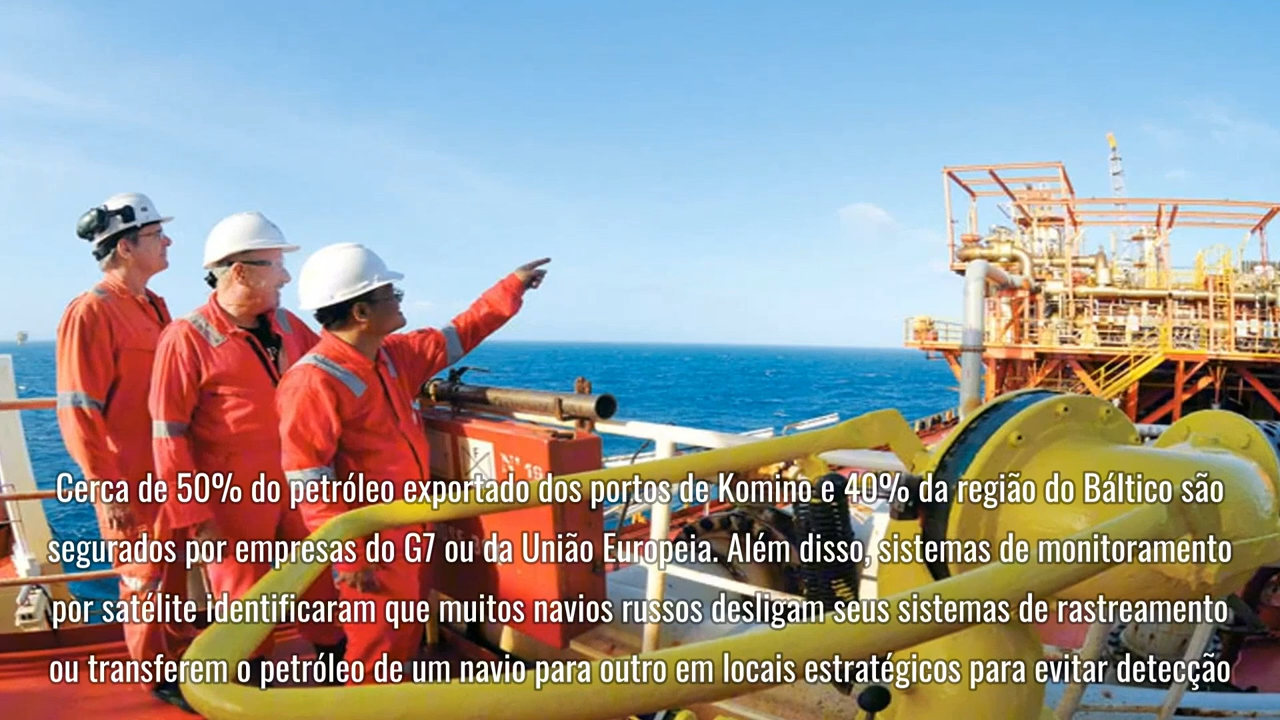 F
Nº 19
Cerca de 50% do petróleo exportado dos portos de Komino e 40% da região do Báltico são
segurados por empresas do G7 ou da União Europeia. Além disso, sistemas de monitoramento
por satélite identificaram que muitos navios russos desligam seus sistemas de rastreamento
ou transferem o petróleo de um navio para outro em locais estratégicos para evitar detecção